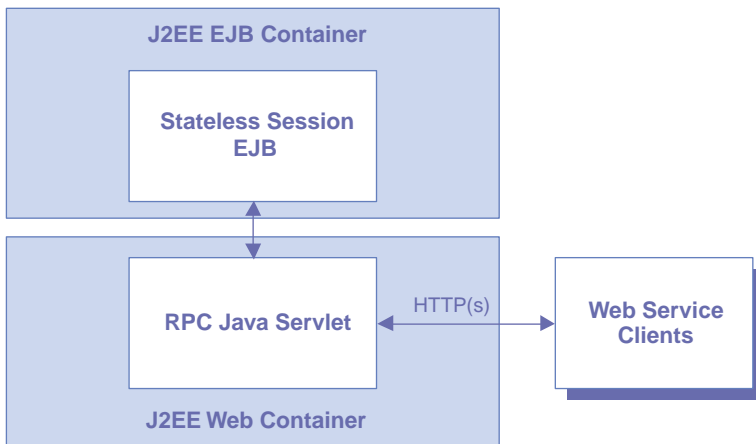 J2EE EJB Container
Stateless Session
EJB
RPC Java Servlet
HTTP(s)
Web Service
Clients
J2EE Web Container